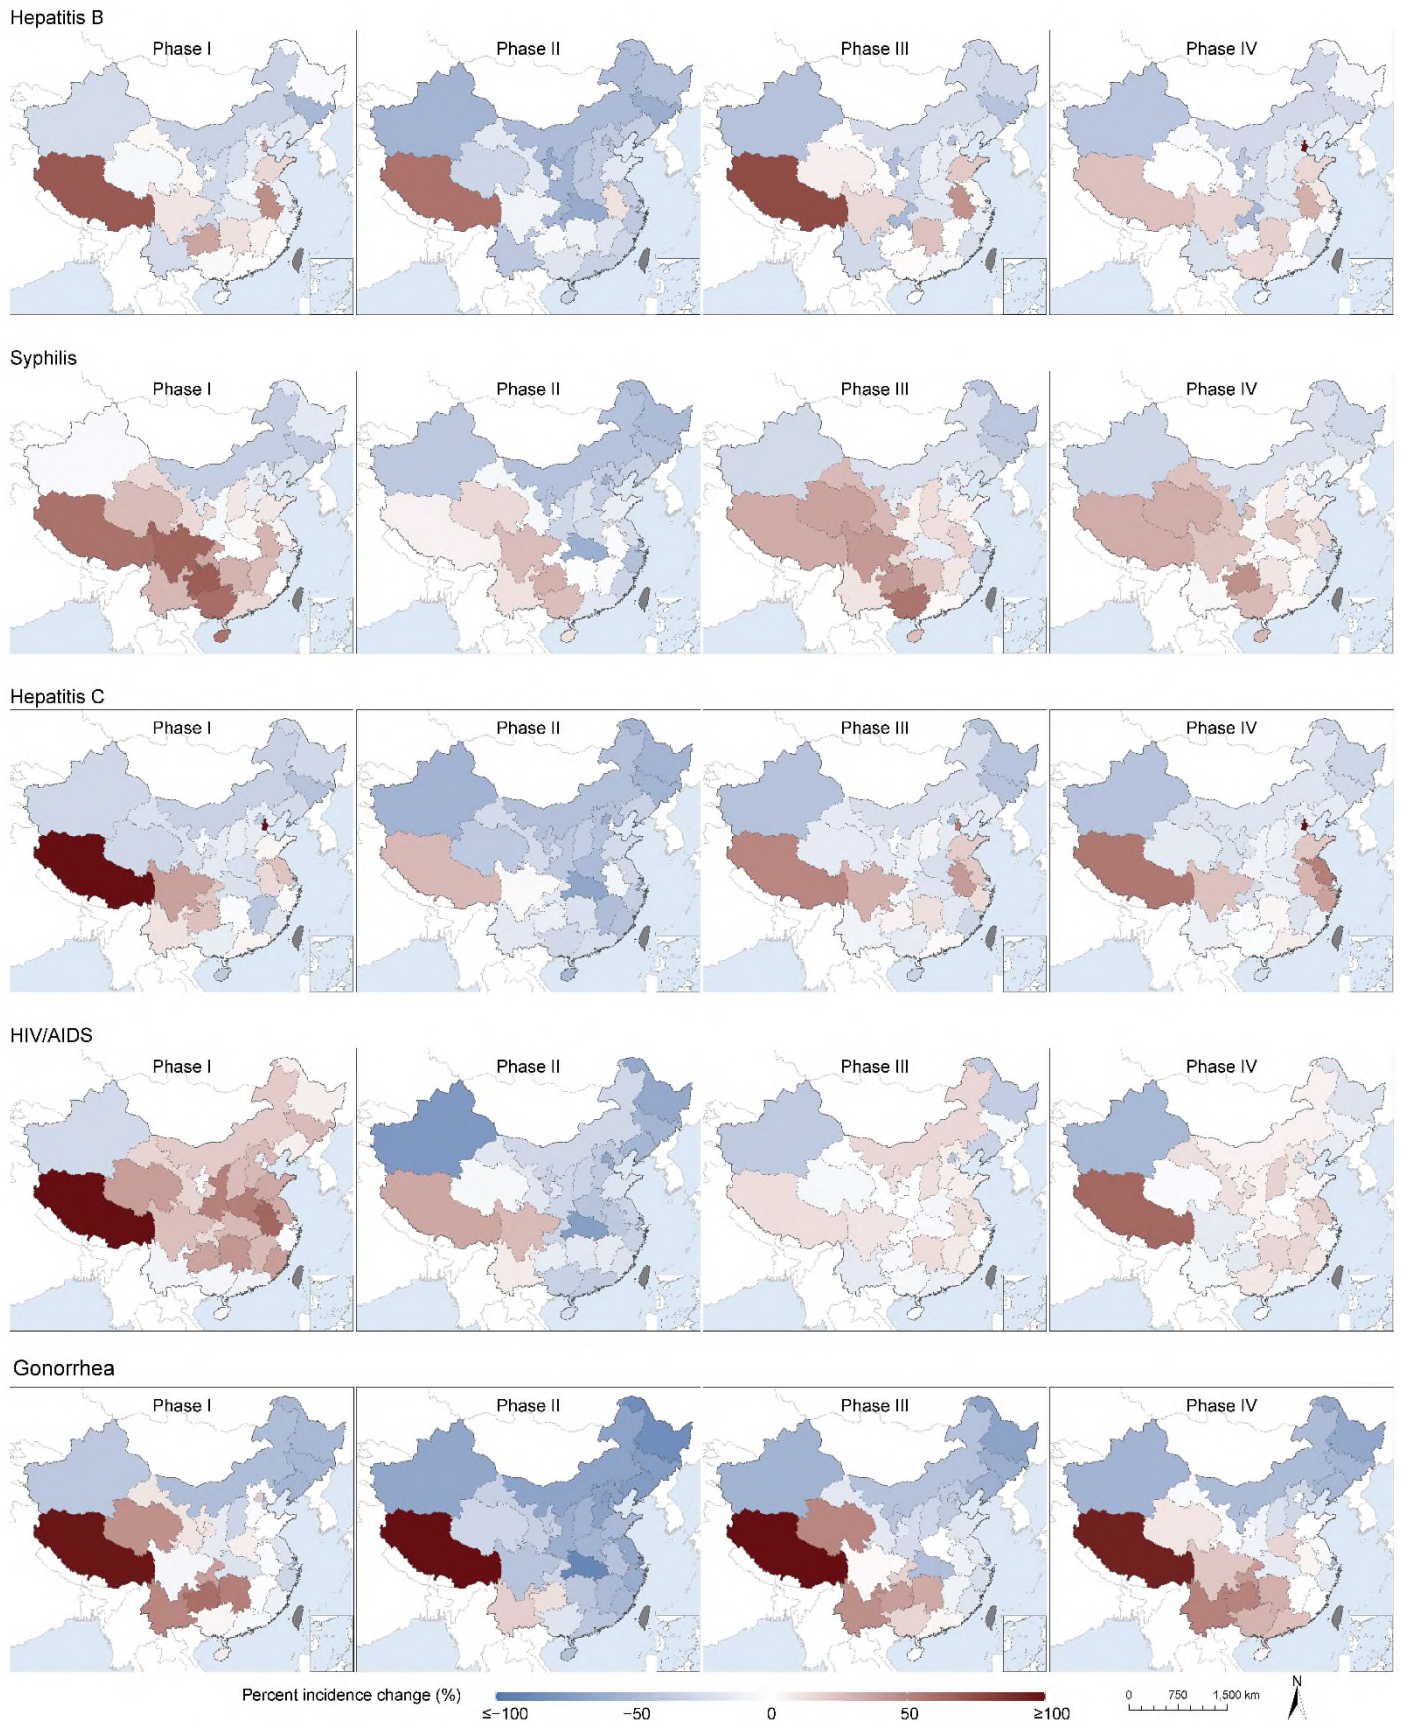 Hepatitis B
Phase I Phase II Phase III Phase IV
Syphilis
Phase I Phase II Phase III Phase IV
Hepatitis C
Phase I Phase II Phase III Phase IV
HIV/AIDS
Phase I Phase II Phase III Phase IV
Gonorrhea
Phase I Phase II Phase III Phase IV
Percent incidence change (%)
≤−100 −50 0 50 ≥100
0 750 1,500 km
N